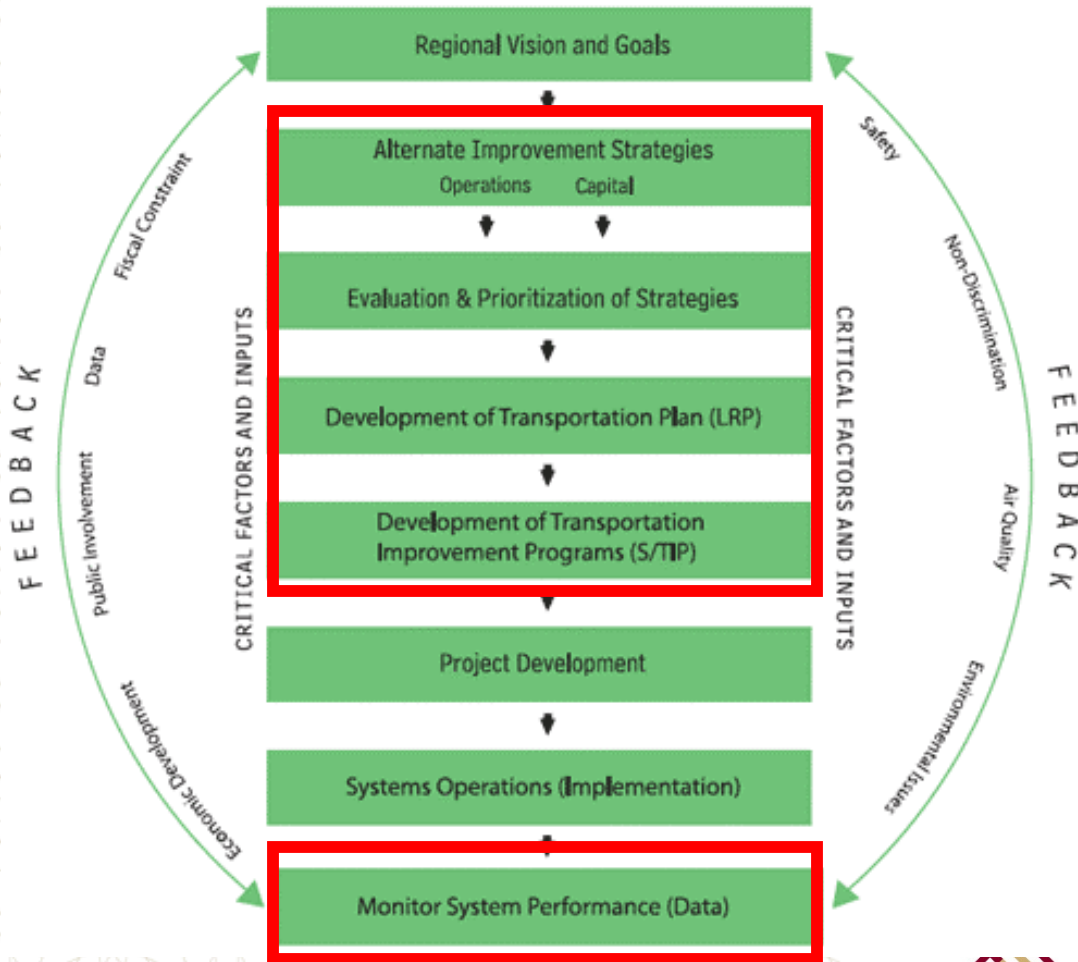 Regional Vision and Goals
Alternate Improvement Strategies
Operations Capital
Evaluation & Prioritization of Strategies
Development of Transportation Plan (LRP)
Development of Transportation
Improvement Programs (S/TIP)
Project Development
Systems Operations (Implementation)
Monitor System Performance (Data)
FEEDBACK
Fiscal Constraint
Data
Public Involvement
Economic Development
CRITICAL FACTORS AND INPUTS
CRITICAL FACTORS AND INPUTS
Safety
Non-Discrimination
Air Quality
Environmental Issues
FEEDBACK